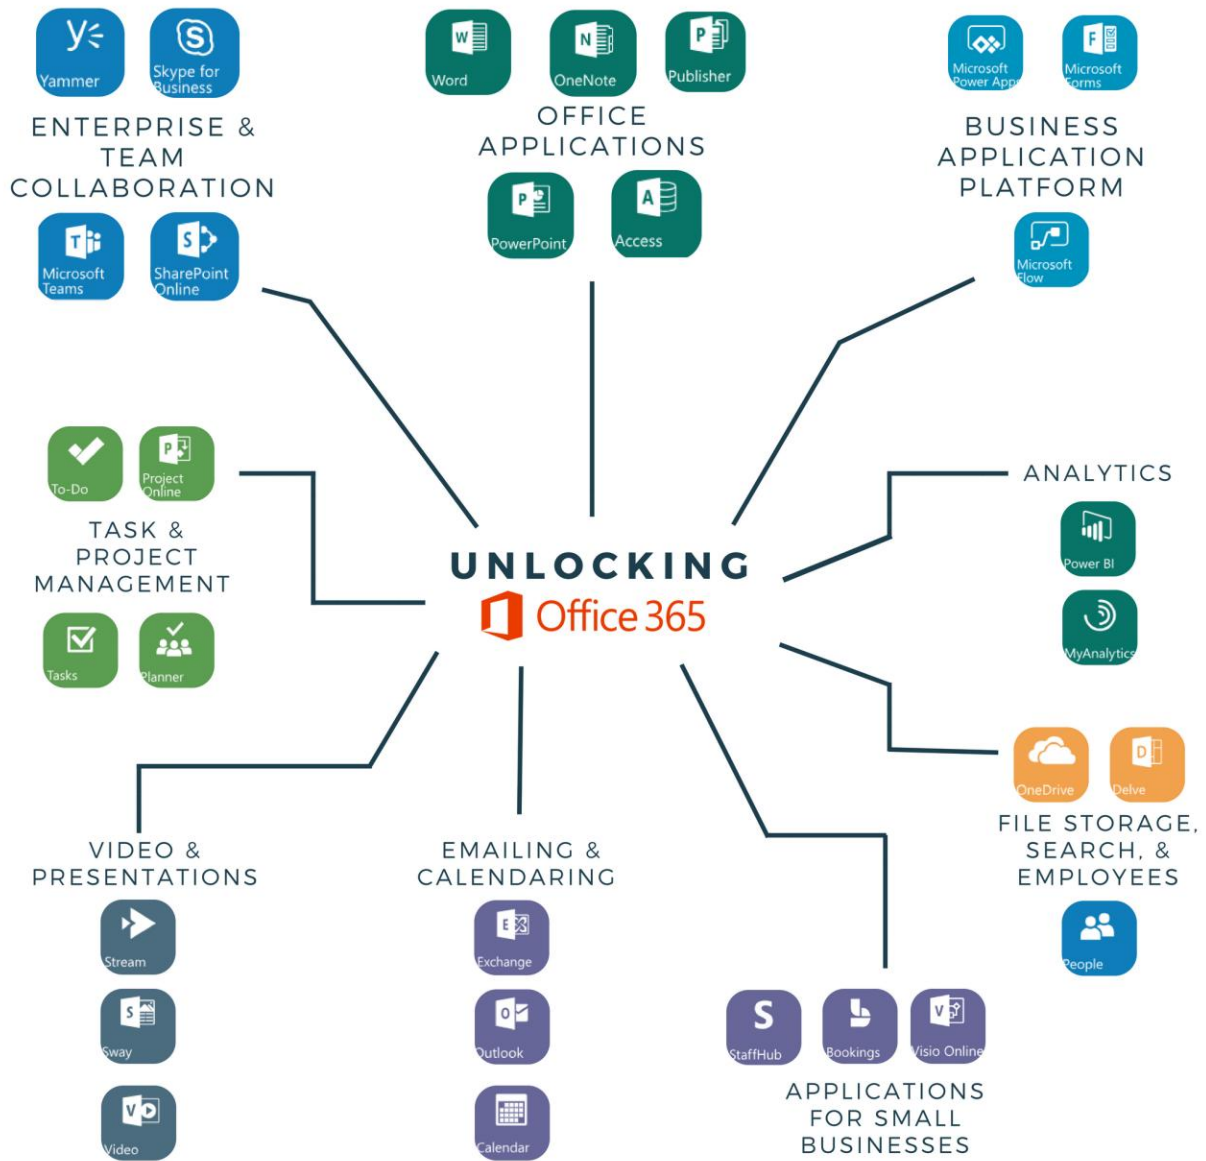 Yammer
Skype for
Business
ENTERPRISE &
TEAM
COLLABORATION
Microsoft
Teams
SharePoint
Online
W
Word
N
OneNote
P
Publisher
OFFICE
APPLICATIONS
P
PowerPoint
A
Access
Microsoft
Power Apps
F
Microsoft
Forms
BUSINESS
APPLICATION
PLATFORM
Microsoft
Flow
To-Do
P
Project
Online
TASK &
PROJECT
MANAGEMENT
Tasks
Planner
UNLOCKING
Office 365
ANALYTICS
Power BI
MyAnalytics
OneDrive
D
Delve
FILE STORAGE,
SEARCH, &
EMPLOYEES
People
VIDEO &
PRESENTATIONS
Stream
S
Sway
V
Video
EMAILING &
CALENDARING
E
Exchange
O
Outlook
Calendar
S
StaffHub
Bookings
V
Visio Online
APPLICATIONS
FOR SMALL
BUSINESSES